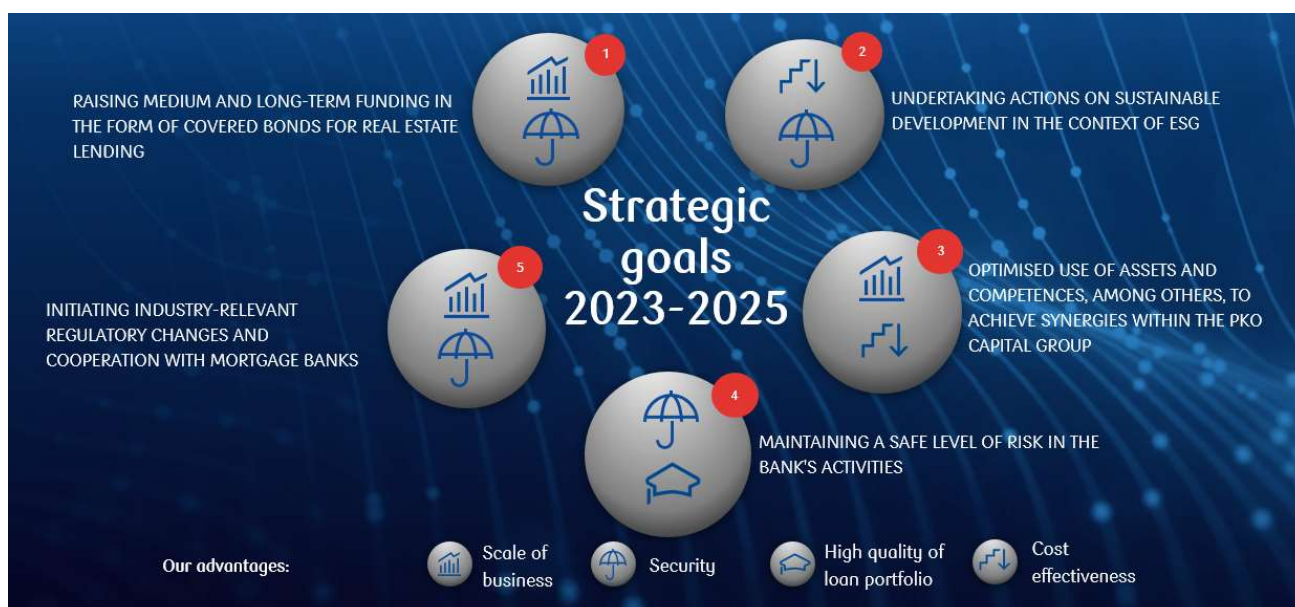 Strategic
goals
2023-2025
1
RAISING MEDIUM AND LONG-TERM FUNDING IN
THE FORM OF COVERED BONDS FOR REAL ESTATE
LENDING
2
UNDERTAKING ACTIONS ON SUSTAINABLE
DEVELOPMENT IN THE CONTEXT OF ESG
3
OPTIMISED USE OF ASSETS AND
COMPETENCES, AMONG OTHERS, TO
ACHIEVE SYNERGIES WITHIN THE PKO
CAPITAL GROUP
4
MAINTAINING A SAFE LEVEL OF RISK IN THE
BANK'S ACTIVITIES
5
INITIATING INDUSTRY-RELEVANT
REGULATORY CHANGES AND
COOPERATION WITH MORTGAGE BANKS
Our advantages:
Scale of
business
Security
High quality of
loan portfolio
Cost
effectiveness